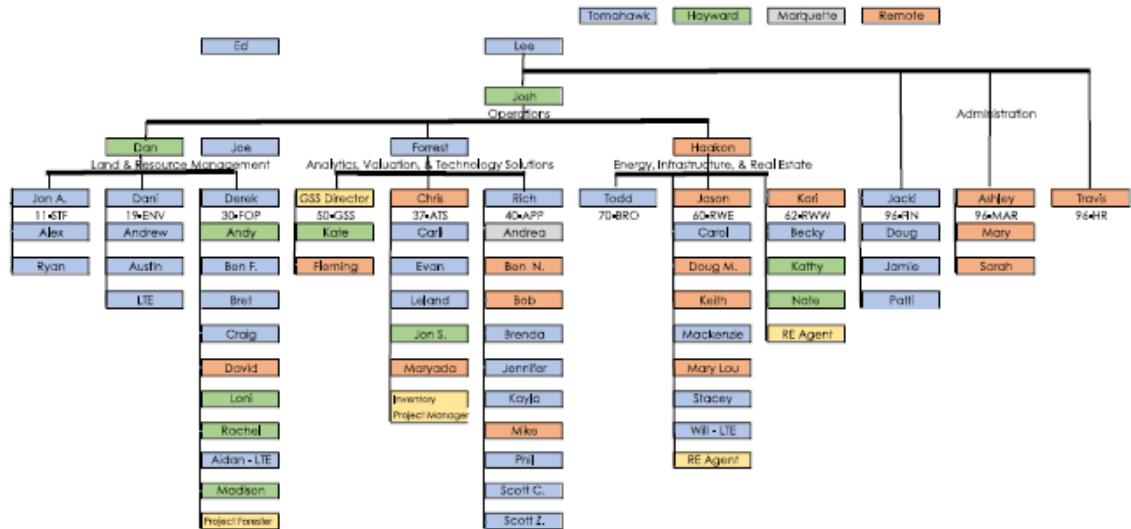 Tomahawk Hayward Marquette Remote
Ed Lee
Josh
Operations Administration
Dan Joe Forrest Haakon
Land & Resource Management Analytics, Valuation, & Technology Solutions Energy, Infrastructure, & Real Estate
Jon A. Dani Derek GSS Director Chris Rich Todd Jason Kari Jacki Ashley Travis
11-STF 19-ENV 30-FOP 50-GSS 37-ATS 40-APP 70-BRO 60-RWE 62-RWW 96-FIN 96-MAR 96-HR
Alex Andrew Andy Kate Carli Andrea Carol Becky Doug Mary
Ryan Austin Ben F. Fleming Evan Ben N. Doug M. Kathy Jamie Sarah
LTE Bret Leland Bob Keith Nate Patti
Craig Jon S. Brenda Mackenzie RE Agent
David Maryada Jennifer Mary Lou
Loni Inventory Kayla Stacey
Project Manager
Rachel Mike Will - LTE
Aidan - LTE Phil RE Agent
Madison Scott C.
Project Forester Scott Z.